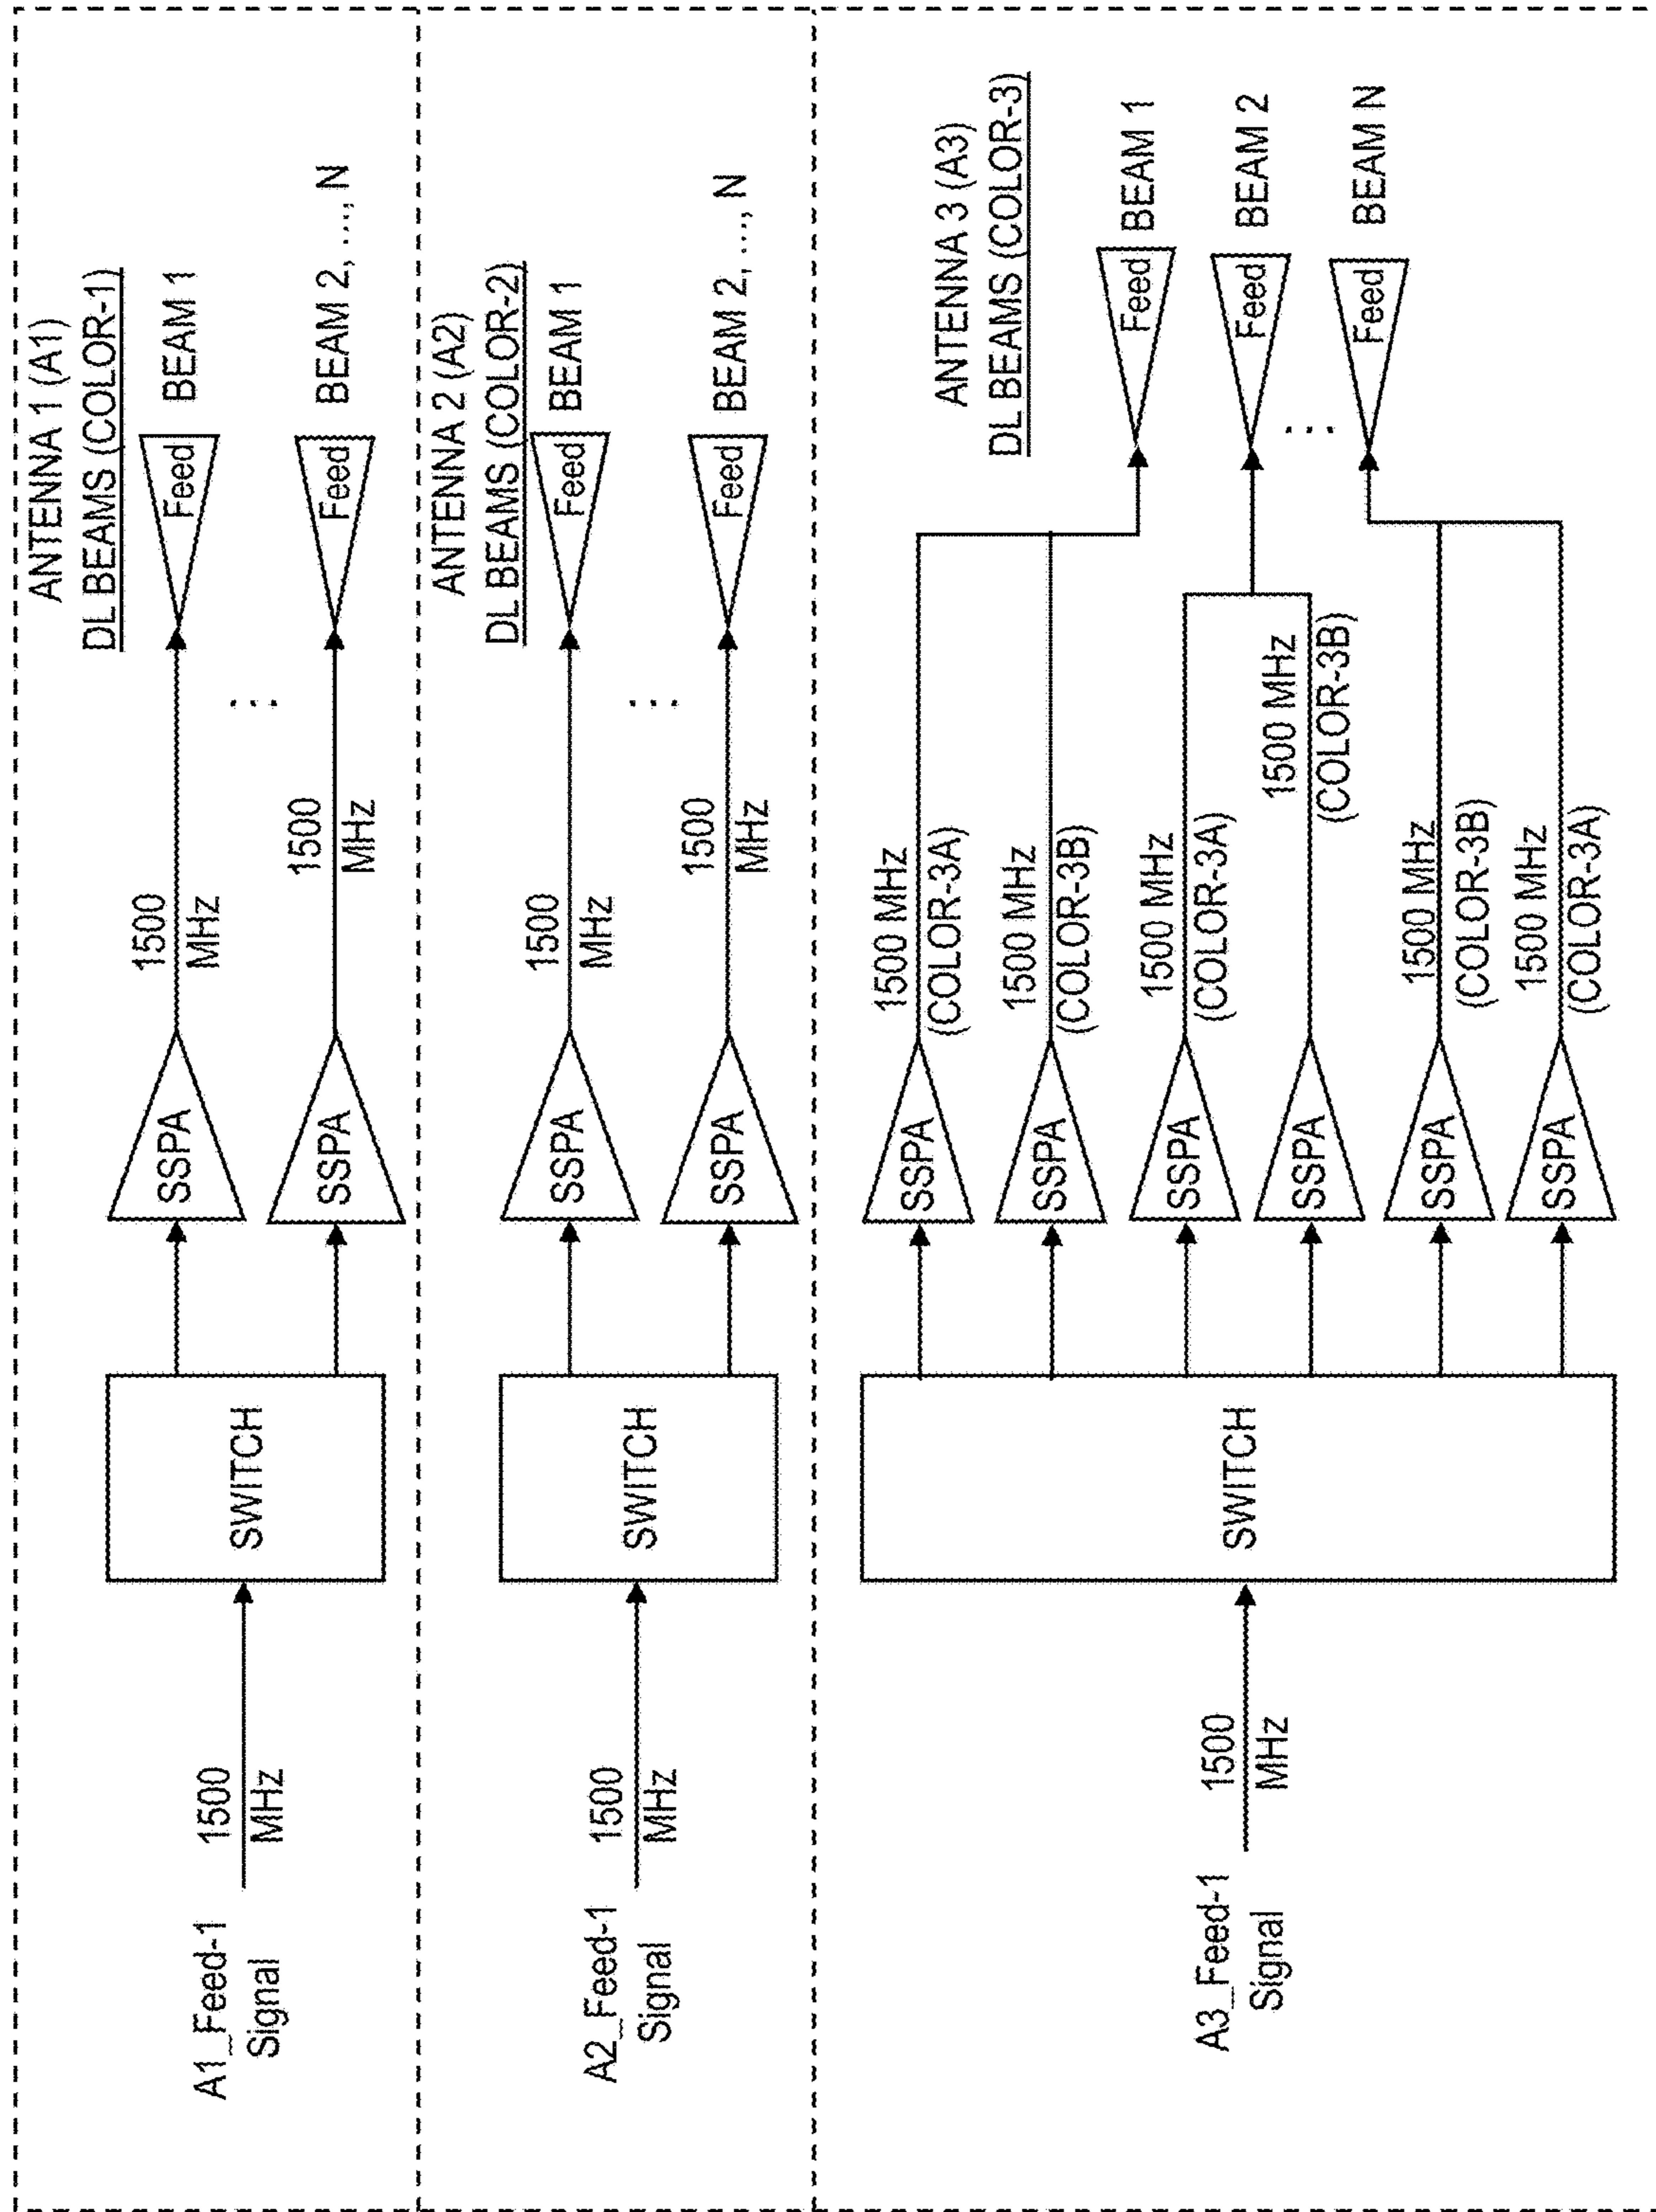 ANTENNA 1 (A1)
DL BEAMS (COLOR-1)
A1_Feed-1
Signal
1500
MHz
SWITCH
SSPA
1500
MHz
Feed
BEAM 1
...
SSPA
1500
MHz
Feed
BEAM 2, ..., N
ANTENNA 2 (A2)
DL BEAMS (COLOR-2)
A2_Feed-1
Signal
1500
MHz
SWITCH
SSPA
1500
MHz
Feed
BEAM 1
...
SSPA
1500
MHz
Feed
BEAM 2, ..., N
ANTENNA 3 (A3)
DL BEAMS (COLOR-3)
A3_Feed-1
Signal
1500
MHz
SWITCH
SSPA
1500 MHz
(COLOR-3A)
SSPA
1500 MHz
(COLOR-3B)
Feed
BEAM 1
SSPA
1500 MHz
(COLOR-3A)
SSPA
1500 MHz
(COLOR-3B)
Feed
BEAM 2
...
SSPA
1500 MHz
(COLOR-3B)
SSPA
1500 MHz
(COLOR-3A)
Feed
BEAM N